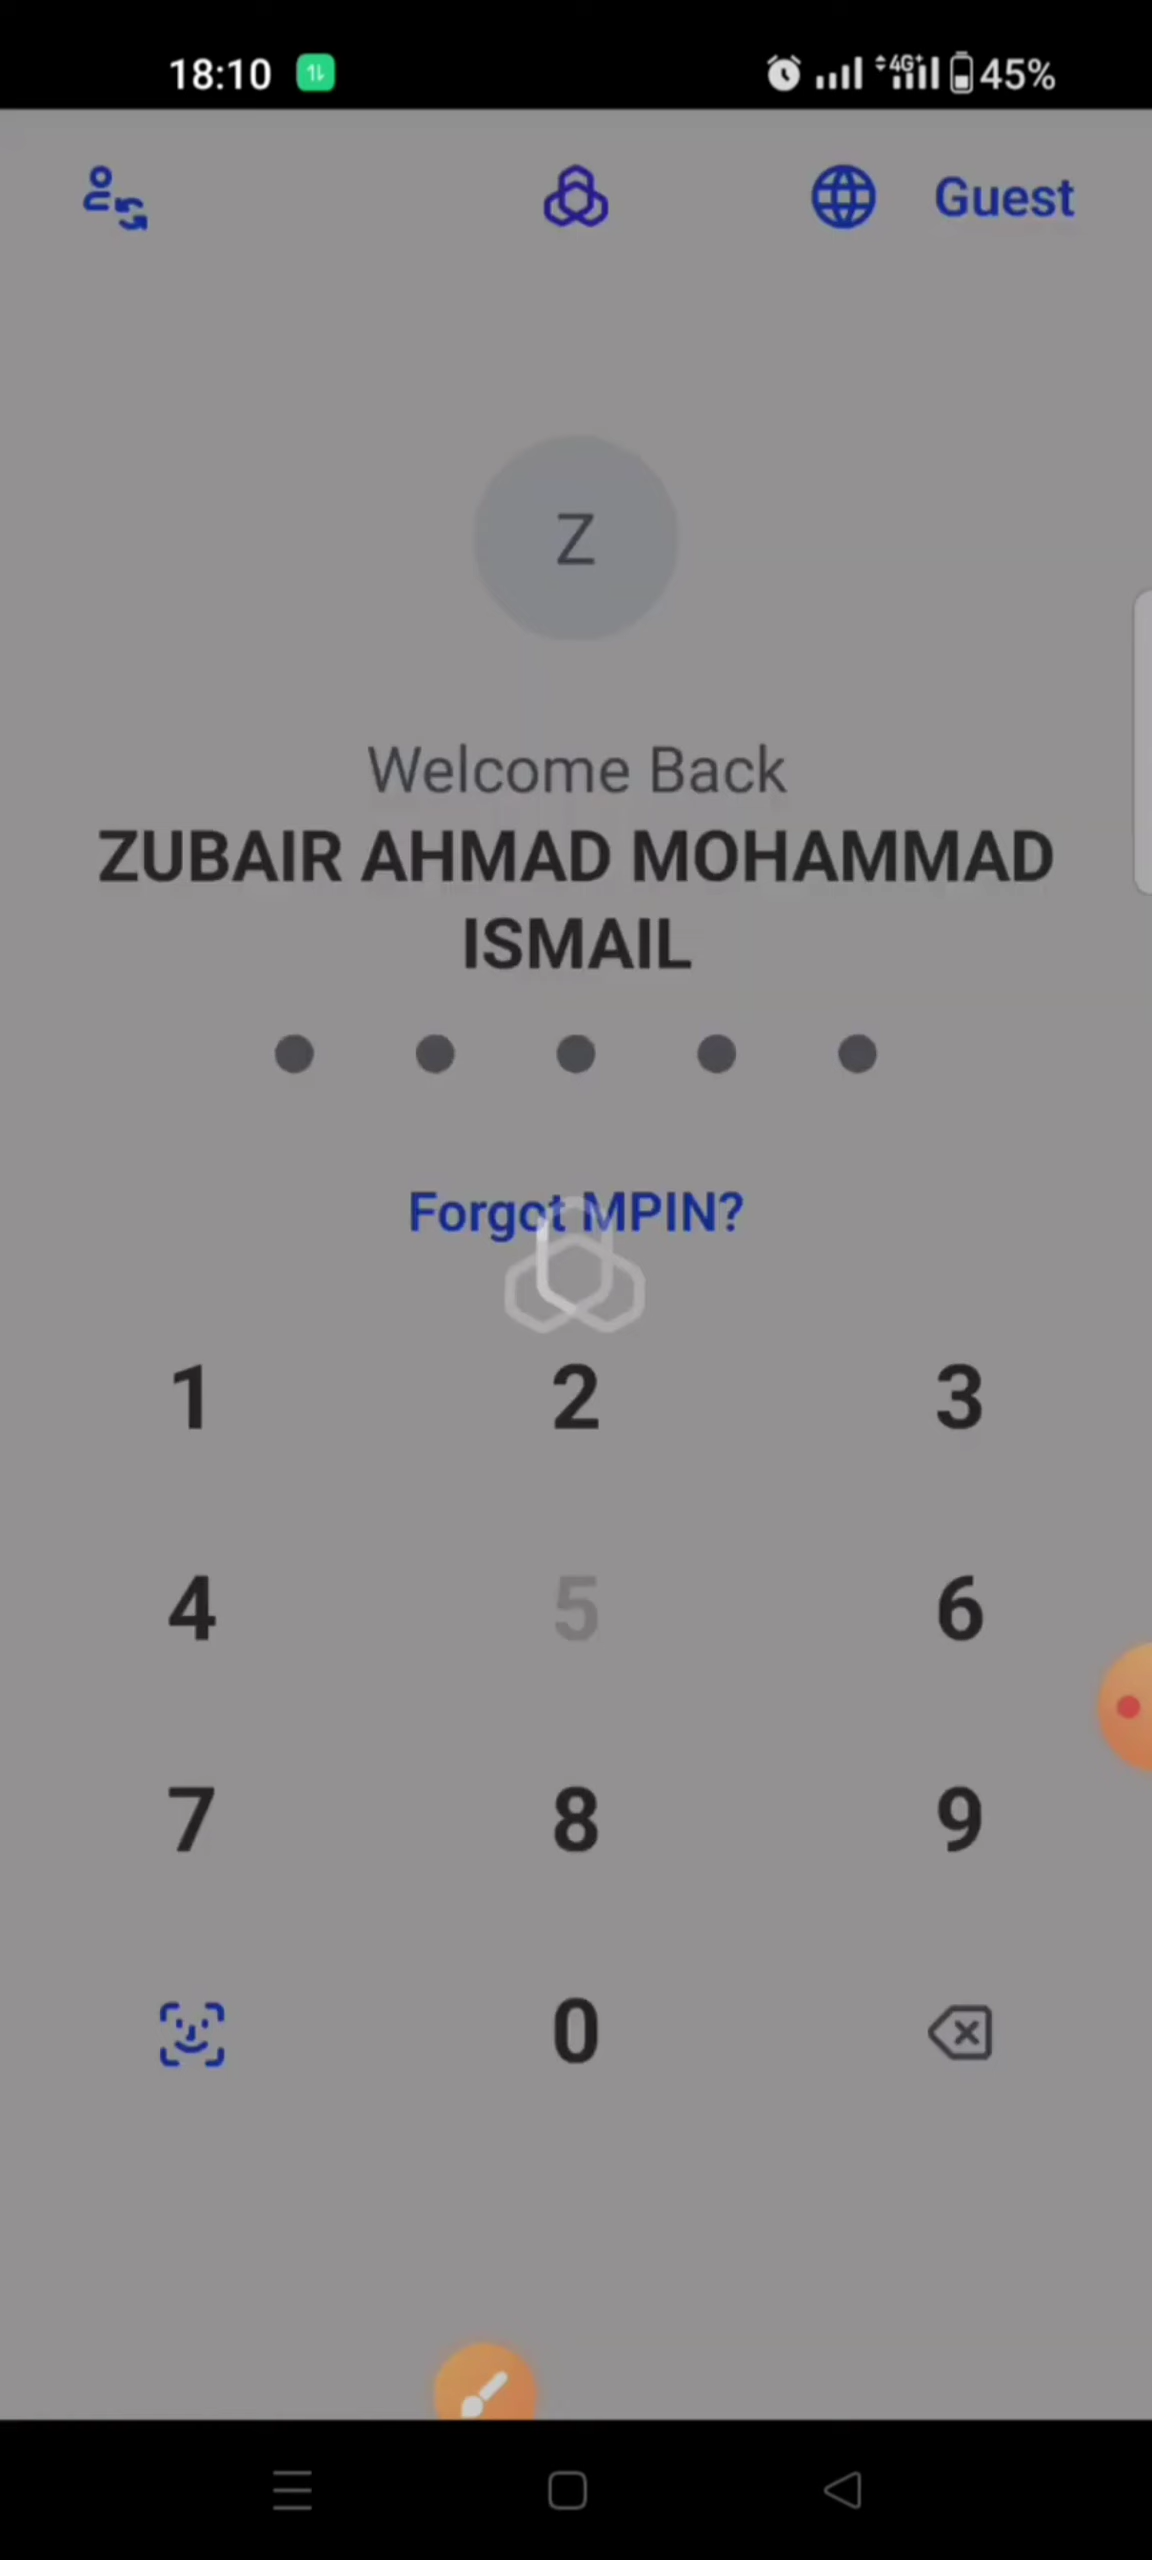 18:10 4G+ 45%
Guest
Z
Welcome Back
ZUBAIR AHMAD MOHAMMAD
ISMAIL
Forgot MPIN?
1 2 3
4 5 6
7 8 9
0